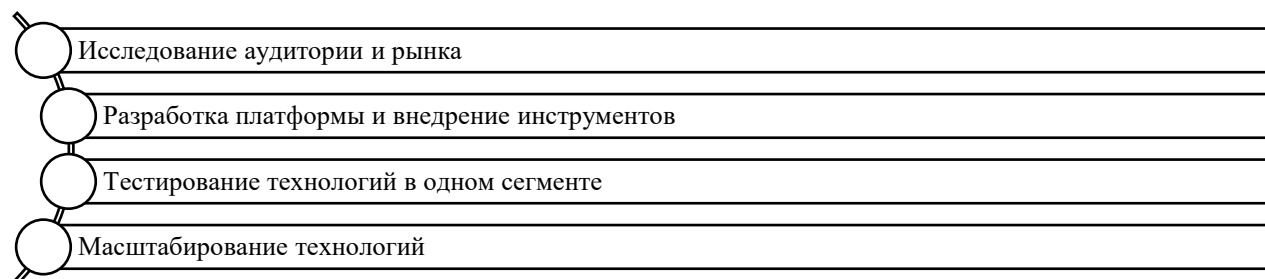 Исследование аудитории и рынка
Разработка платформы и внедрение инструментов
Тестирование технологий в одном сегменте
Масштабирование технологий